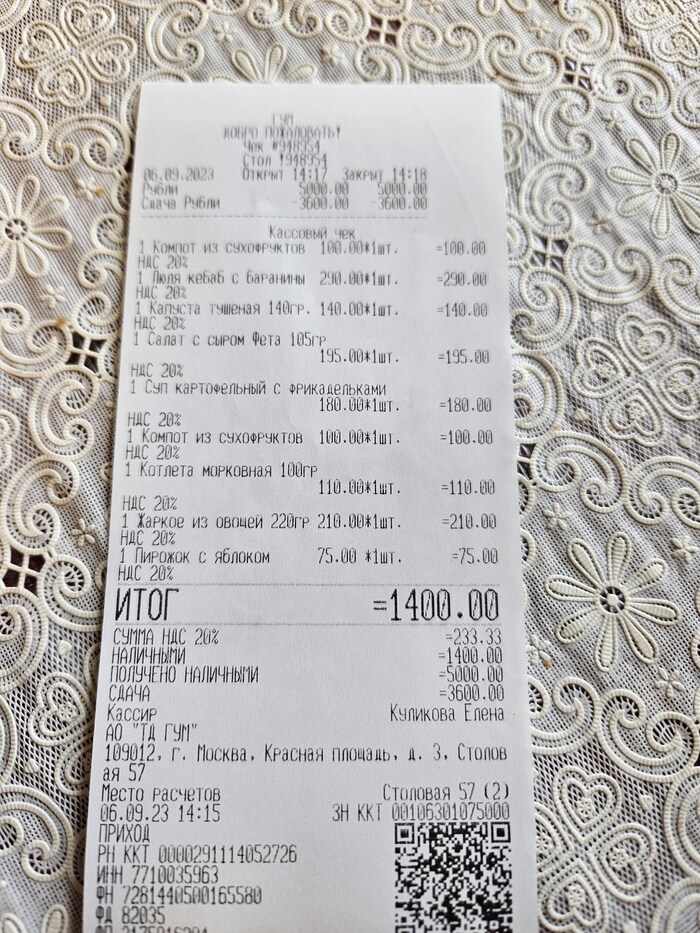 ГУМ
ДОБРО ПОЖАЛОВАТЬ!
Чек #948954
Стол !948954
06.09.2023 Открыт 14:17 Закрыт 14:18
Рубли 5000.00 5000.00
Сдача Рубли -3600.00 -3600.00
Кассовый чек
1 Компот из сухофруктов 100.00*1шт. =100.00
НДС 20%
1 Люля кебаб с баранины 290.00*1шт. =290.00
НДС 20%
1 Капуста тушеная 140гр. 140.00*1шт. =140.00
НДС 20%
1 Салат с сыром Фета 105гр
195.00*1шт. =195.00
НДС 20%
1 Суп картофельный с фрикадельками
180.00*1шт. =180.00
НДС 20%
1 Компот из сухофруктов 100.00*1шт. =100.00
НДС 20%
1 Котлета морковная 100гр
110.00*1шт. =110.00
НДС 20%
1 Жаркое из овощей 220гр 210.00*1шт. =210.00
НДС 20%
1 Пирожок с яблоком 75.00 *1шт. =75.00
НДС 20%
ИТОГ =1400.00
СУММА НДС 20% =233.33
НАЛИЧНЫМИ =1400.00
ПОЛУЧЕНО НАЛИЧНЫМИ =5000.00
СДАЧА =3600.00
Кассир Куликова Елена
АО "ТД ГУМ"
109012, г. Москва, Красная площадь, д. 3, Столов
ая 57
Место расчетов Столовая 57 (2)
06.09.23 14:15 ЗН ККТ 00106301075000
ПРИХОД
РН ККТ 0000291114052726
ИНН 7710035963
ФН 7281440500165580
ФД 82035